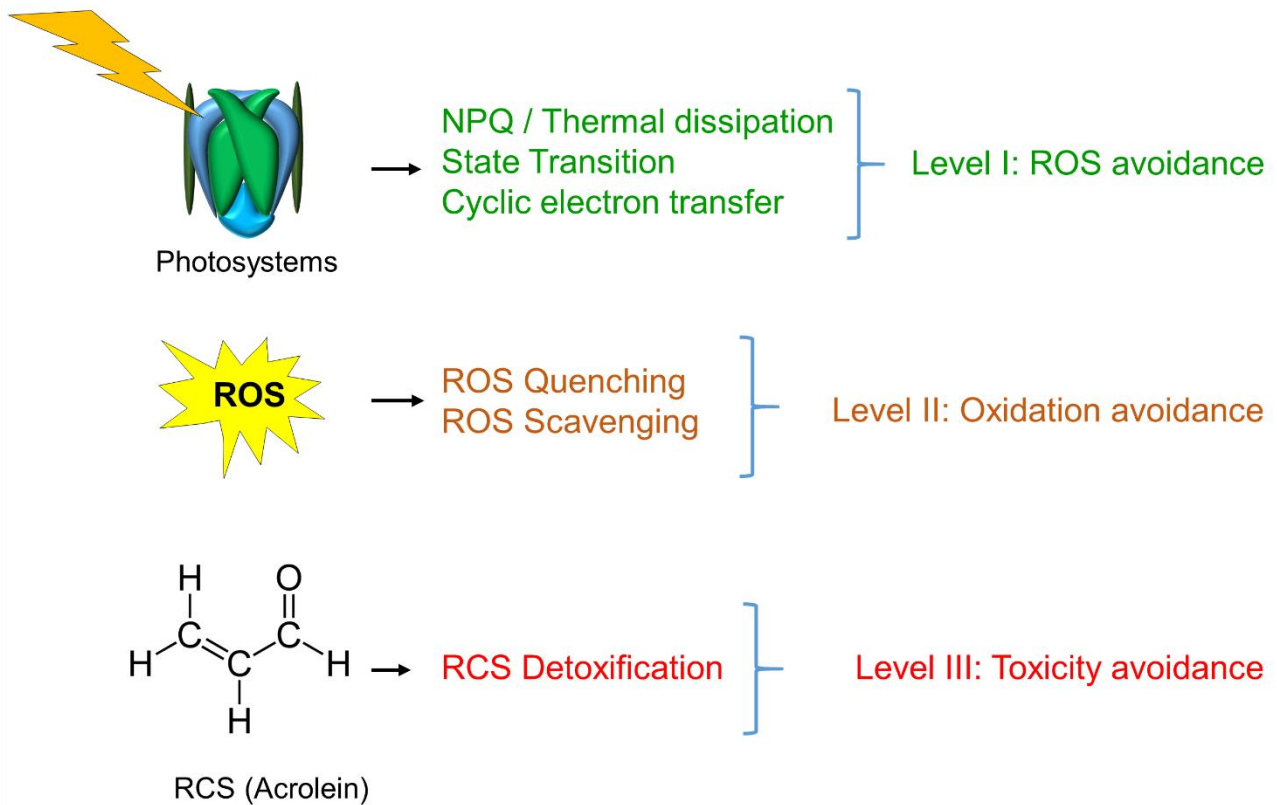 Photosystems
NPQ / Thermal dissipation
State Transition
Cyclic electron transfer
Level I: ROS avoidance
ROS
ROS Quenching
ROS Scavenging
Level II: Oxidation avoidance
H
O
C
C
H
C
H
H
RCS (Acrolein)
RCS Detoxification
Level III: Toxicity avoidance